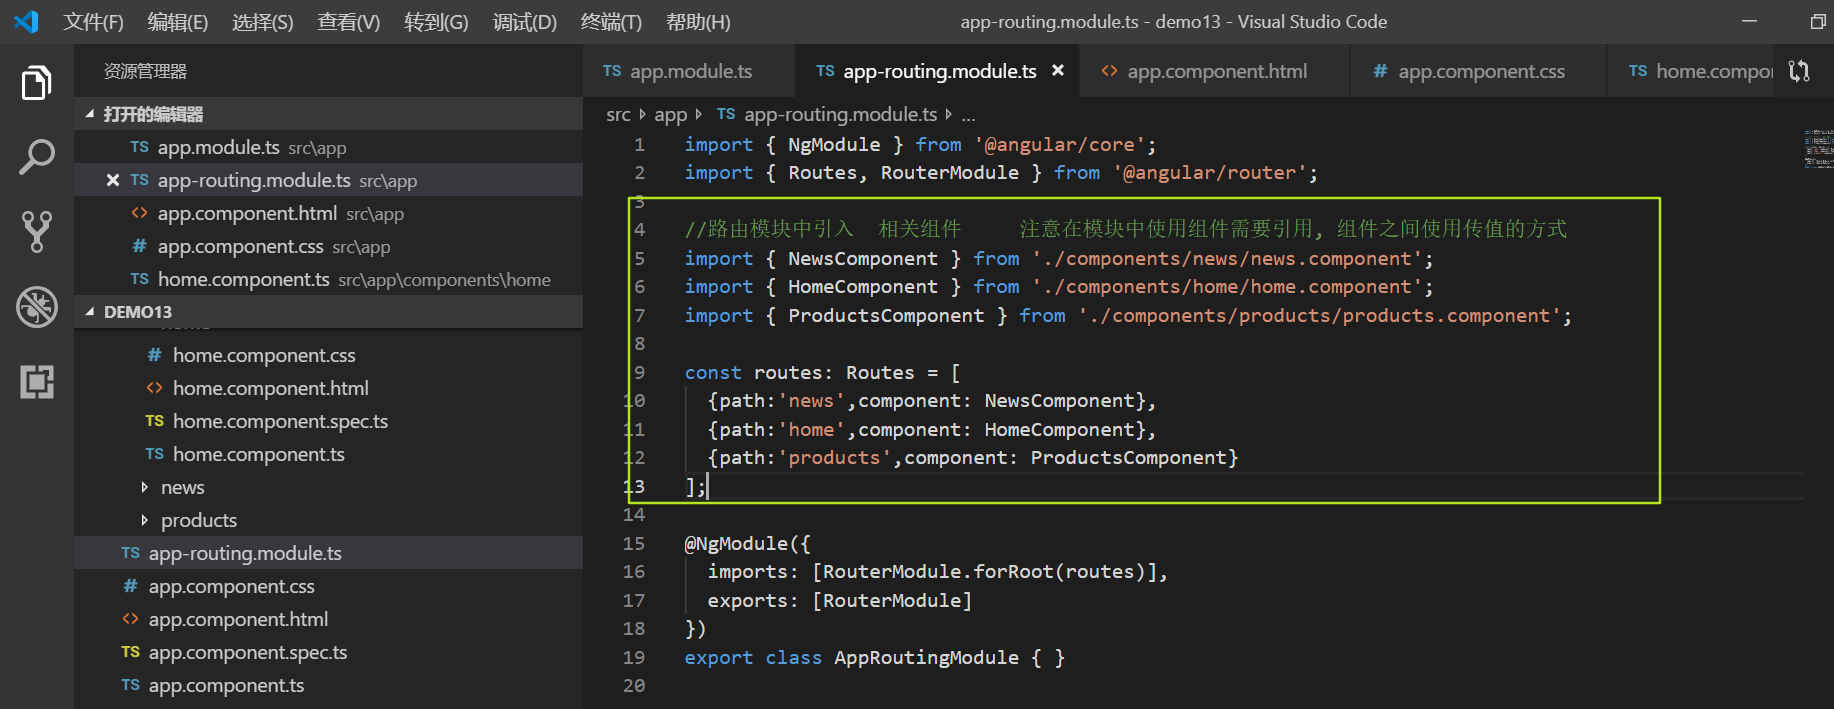 文件(F) 编辑(E) 选择(S) 查看(V) 转到(G) 调试(D) 终端(T) 帮助(H) app-routing.module.ts - demo13 - Visual Studio Code
资源管理器
打开的编辑器
TS app.module.ts src\app
TS app-routing.module.ts src\app
<> app.component.html src\app
# app.component.css src\app
TS home.component.ts src\app\components\home
DEMO13
home
# home.component.css
<> home.component.html
TS home.component.spec.ts
TS home.component.ts
news
products
TS app-routing.module.ts
# app.component.css
<> app.component.html
TS app.component.spec.ts
TS app.component.ts
TS app.module.ts TS app-routing.module.ts <> app.component.html # app.component.css TS home.compo
src app TS app-routing.module.ts ...
1 import { NgModule } from '@angular/core';
2 import { Routes, RouterModule } from '@angular/router';
3
4 //路由模块中引入 相关组件 注意在模块中使用组件需要引用, 组件之间使用传值的方式
5 import { NewsComponent } from './components/news/news.component';
6 import { HomeComponent } from './components/home/home.component';
7 import { ProductsComponent } from './components/products/products.component';
8
9 const routes: Routes = [
10 {path:'news',component: NewsComponent},
11 {path:'home',component: HomeComponent},
12 {path:'products',component: ProductsComponent}
13 ];
14
15 @NgModule({
16 imports: [RouterModule.forRoot(routes)],
17 exports: [RouterModule]
18 })
19 export class AppRoutingModule { }
20